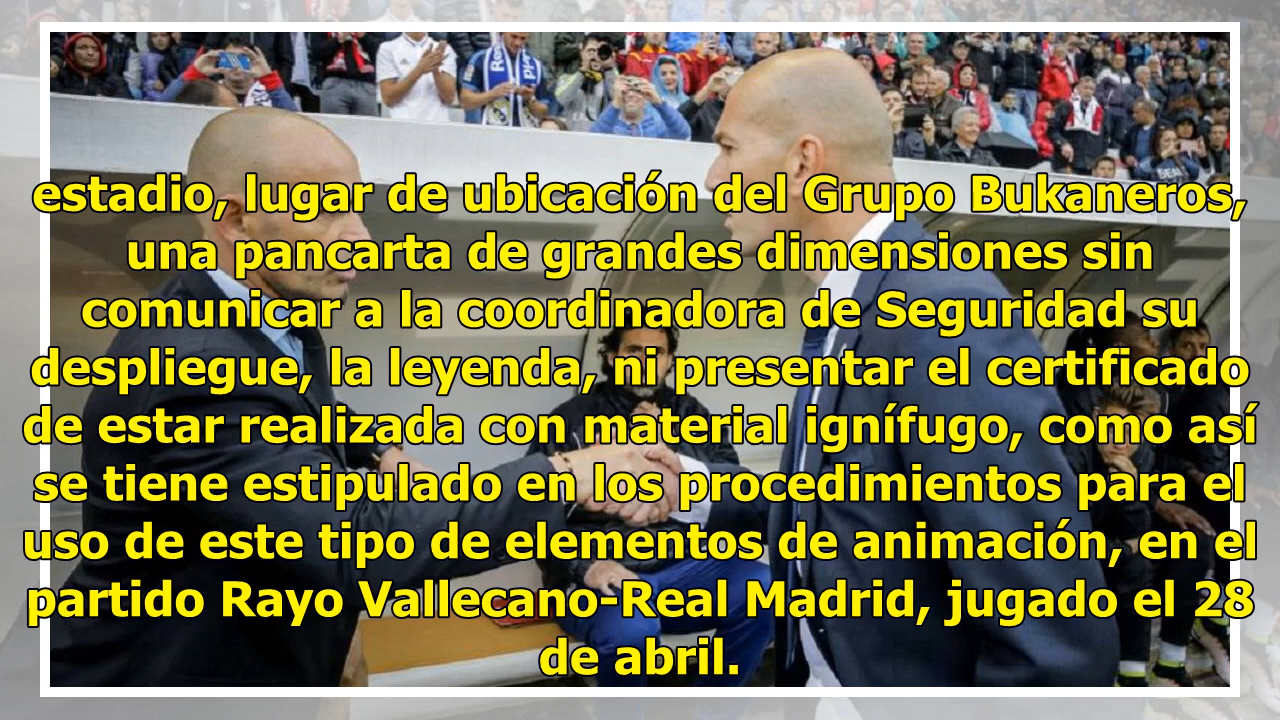 estadio, lugar de ubicación del Grupo Bukaneros,
una pancarta de grandes dimensiones sin
comunicar a la coordinadora de Seguridad su
despliegue, la leyenda, ni presentar el certificado
de estar realizada con material ignífugo, como así
se tiene estipulado en los procedimientos para el
uso de este tipo de elementos de animación, en el
partido Rayo Vallecano-Real Madrid, jugado el 28
de abril.